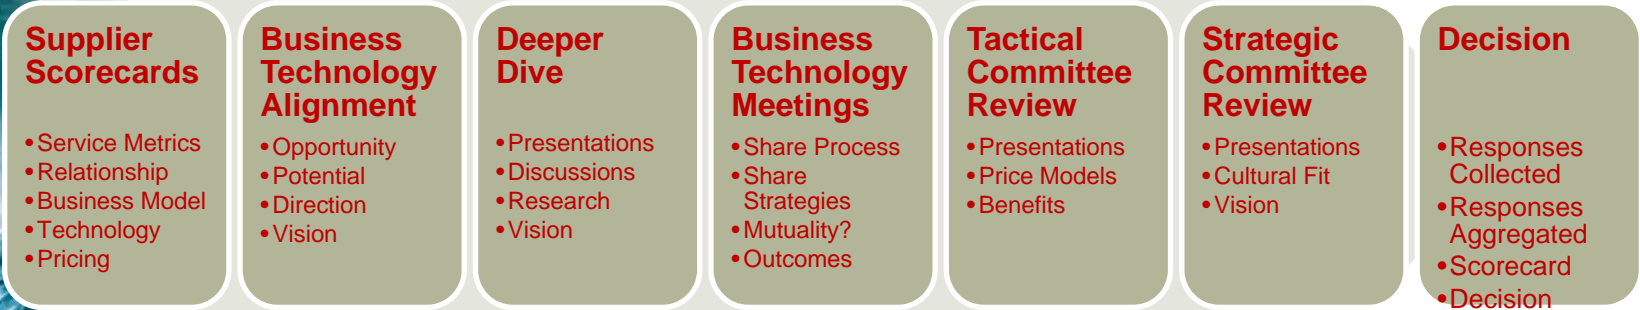 Supplier
Scorecards
•Service Metrics
•Relationship
•Business Model
•Technology
•Pricing
Business
Technology
Alignment
•Opportunity
•Potential
•Direction
•Vision
Deeper
Dive
•Presentations
•Discussions
•Research
•Vision
Business
Technology
Meetings
•Share Process
•Share
Strategies
•Mutuality?
•Outcomes
Tactical
Committee
Review
•Presentations
•Price Models
•Benefits
Strategic
Committee
Review
•Presentations
•Cultural Fit
•Vision
Decision
•Responses
Collected
•Responses
Aggregated
•Scorecard
•Decision